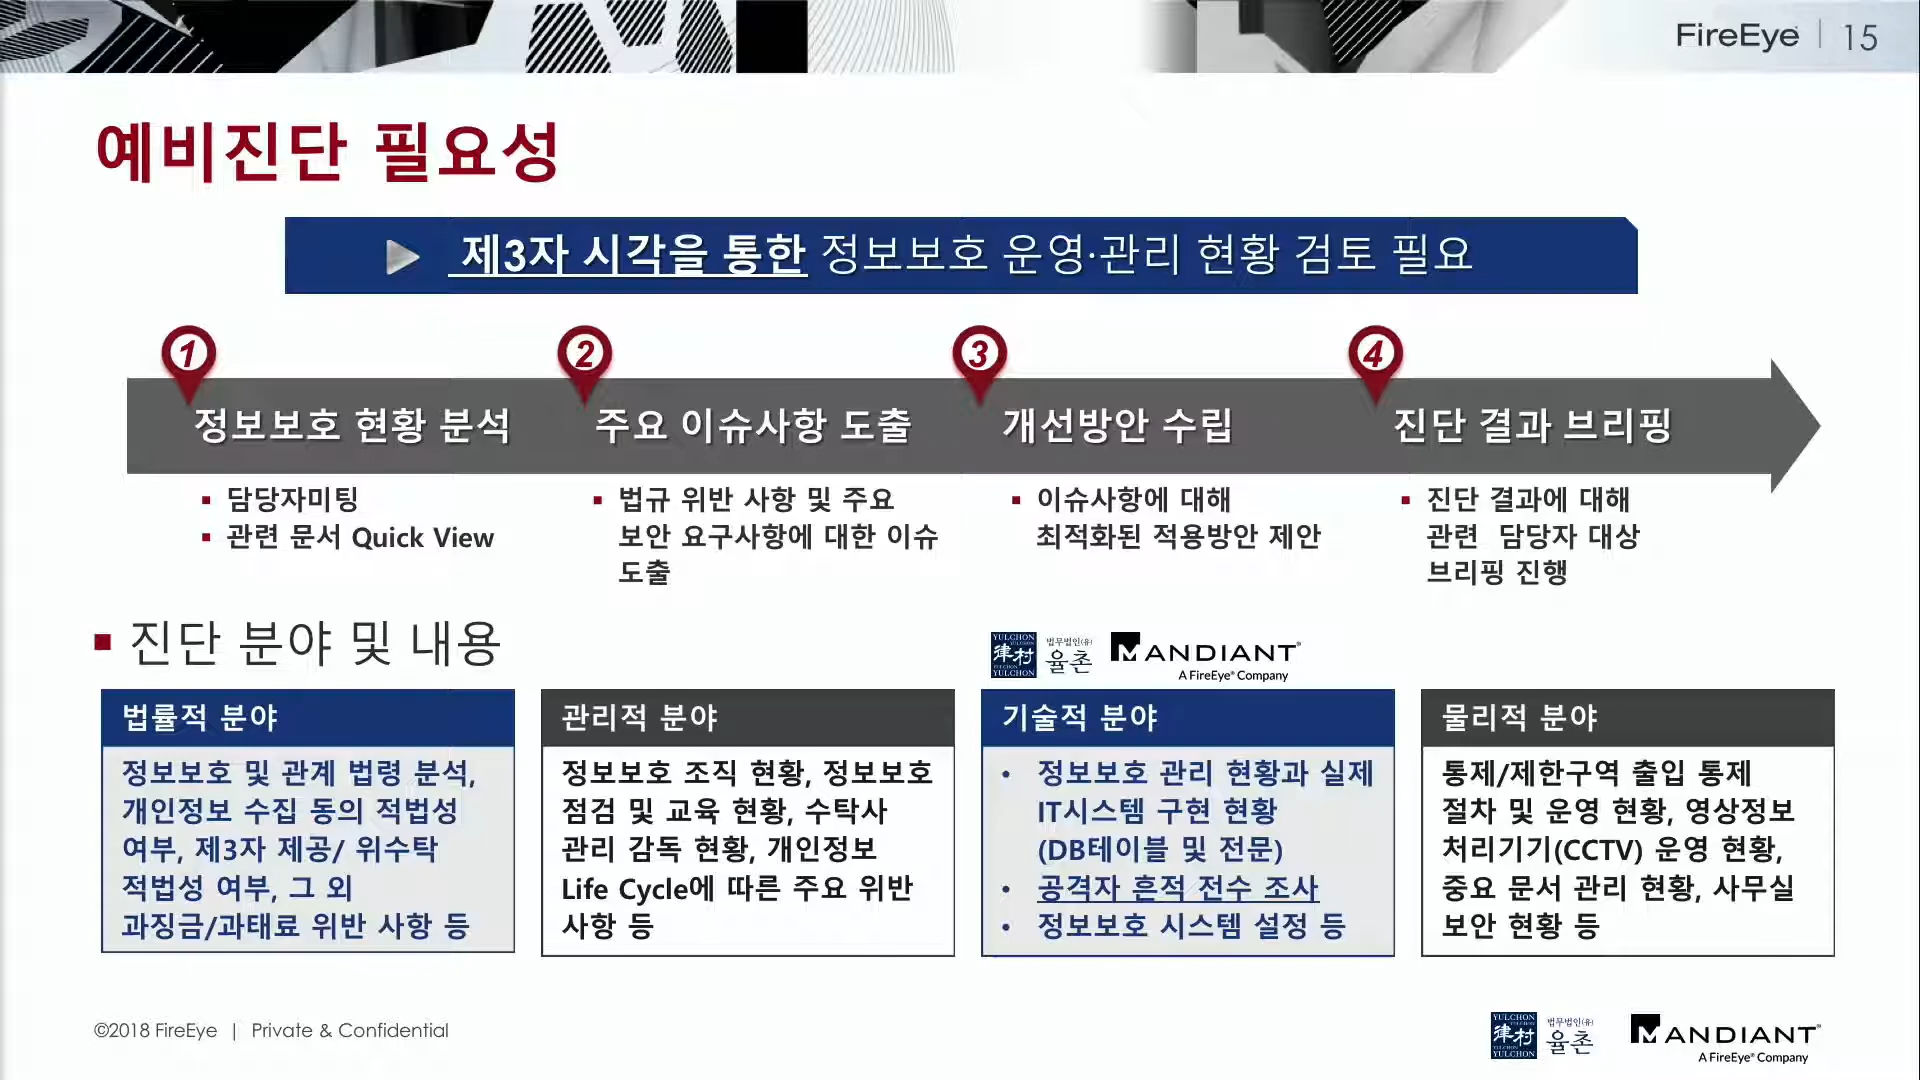 FireEye | 15
예비진단 필요성
제3자 시각을 통한 정보보호 운영·관리 현황 검토 필요
1
2
3
4
정보보호 현황 분석
주요 이슈사항 도출
개선방안 수립
진단 결과 브리핑
▪ 담당자미팅
▪ 관련 문서 Quick View
▪ 법규 위반 사항 및 주요
보안 요구사항에 대한 이슈
도출
▪ 이슈사항에 대해
최적화된 적용방안 제안
▪ 진단 결과에 대해
관련 담당자 대상
브리핑 진행
▪ 진단 분야 및 내용
YULCHON
律村
YULCHON
법무법인(유)
율촌
MANDIANT
A FireEye® Company
법률적 분야
정보보호 및 관계 법령 분석,
개인정보 수집 동의 적법성
여부, 제3자 제공/ 위수탁
적법성 여부, 그 외
과징금/과태료 위반 사항 등
관리적 분야
정보보호 조직 현황, 정보보호
점검 및 교육 현황, 수탁사
관리 감독 현황, 개인정보
Life Cycle에 따른 주요 위반
사항 등
기술적 분야
• 정보보호 관리 현황과 실제
IT시스템 구현 현황
(DB테이블 및 전문)
• 공격자 흔적 전수 조사
• 정보보호 시스템 설정 등
물리적 분야
통제/제한구역 출입 통제
절차 및 운영 현황, 영상정보
처리기기(CCTV) 운영 현황,
중요 문서 관리 현황, 사무실
보안 현황 등
©2018 FireEye | Private & Confidential
YULCHON
律村
YULCHON
법무법인(유)
율촌
MANDIANT
A FireEye® Company